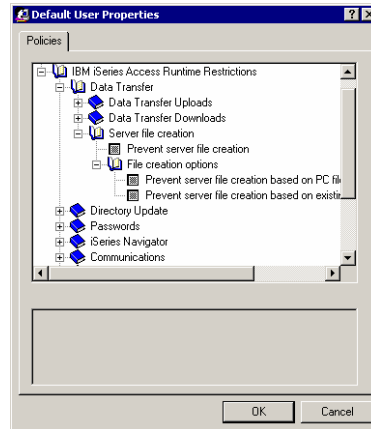 Default User Properties
Policies
IBM iSeries Access Runtime Restrictions
Data Transfer
Data Transfer Uploads
Data Transfer Downloads
Server file creation
Prevent server file creation
File creation options
Prevent server file creation based on PC fil
Prevent server file creation based on existin
Directory Update
Passwords
iSeries Navigator
Communications
OK
Cancel